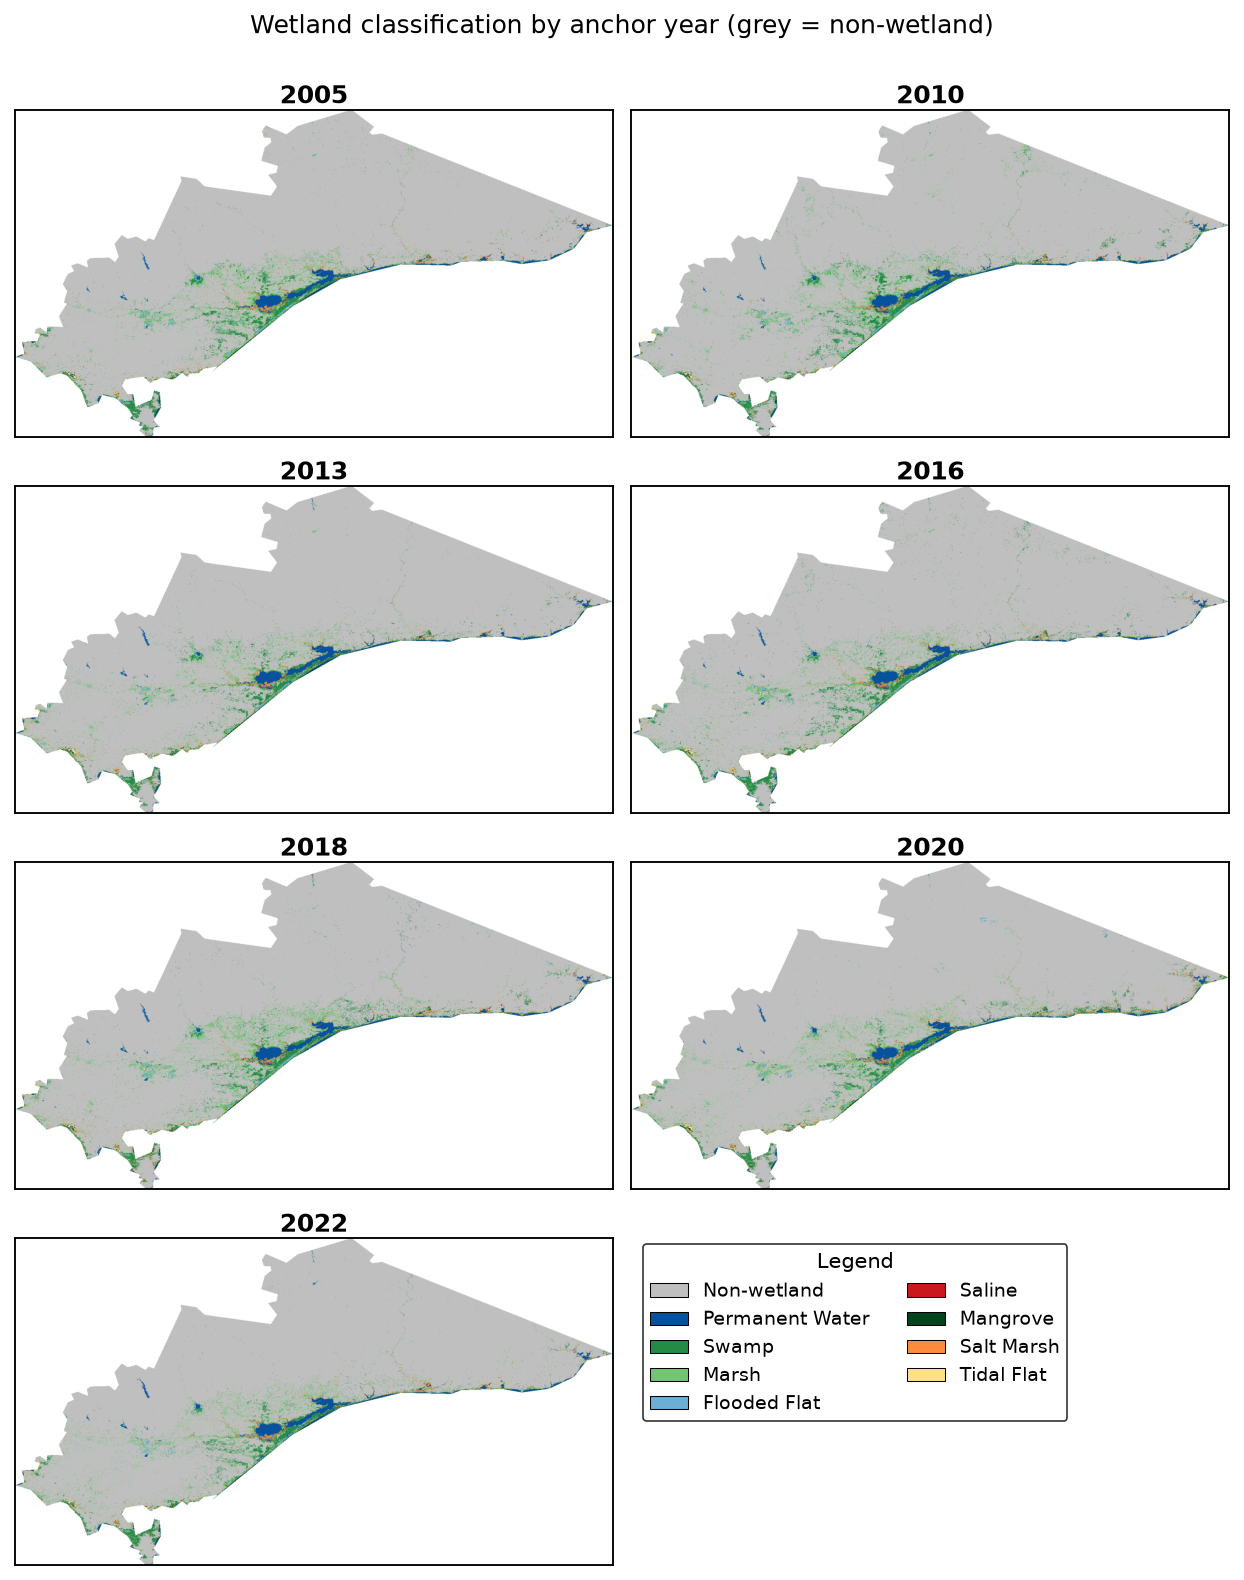 Wetland classification by anchor year (grey = non-wetland)
2005
2010
2013
2016
2018
2020
2022
Legend
Non-wetland
Permanent Water
Swamp
Marsh
Flooded Flat
Saline
Mangrove
Salt Marsh
Tidal Flat